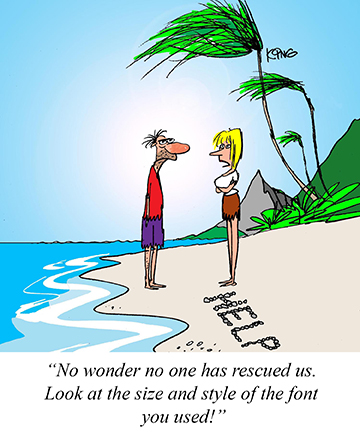 KING
HELP
“No wonder no one has rescued us.
Look at the size and style of the font
you used!”